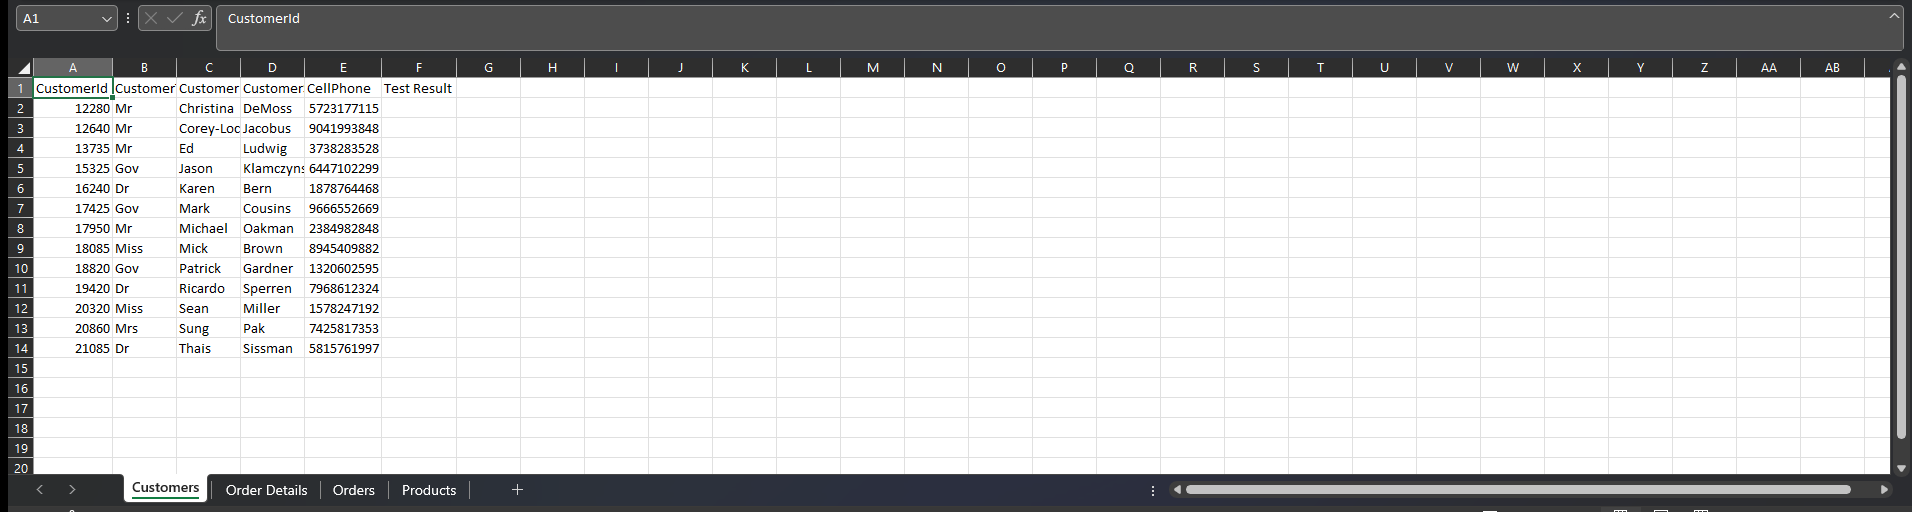 A1 fx CustomerId
A B C D E F G H I J K L M N O P Q R S T U V W X Y Z AA AB
1 CustomerId Customer Customer Customer CellPhone Test Result
2 12280 Mr Christina DeMoss 5723177115
3 12640 Mr Corey-Loc Jacobus 9041993848
4 13735 Mr Ed Ludwig 3738283528
5 15325 Gov Jason Klamczyns 6447102299
6 16240 Dr Karen Bern 1878764468
7 17425 Gov Mark Cousins 9666552669
8 17950 Mr Michael Oakman 2384982848
9 18085 Miss Mick Brown 8945409882
10 18820 Gov Patrick Gardner 1320602595
11 19420 Dr Ricardo Sperren 7968612324
12 20320 Miss Sean Miller 1578247192
13 20860 Mrs Sung Pak 7425817353
14 21085 Dr Thais Sissman 5815761997
15
16
17
18
19
20
Customers Order Details Orders Products